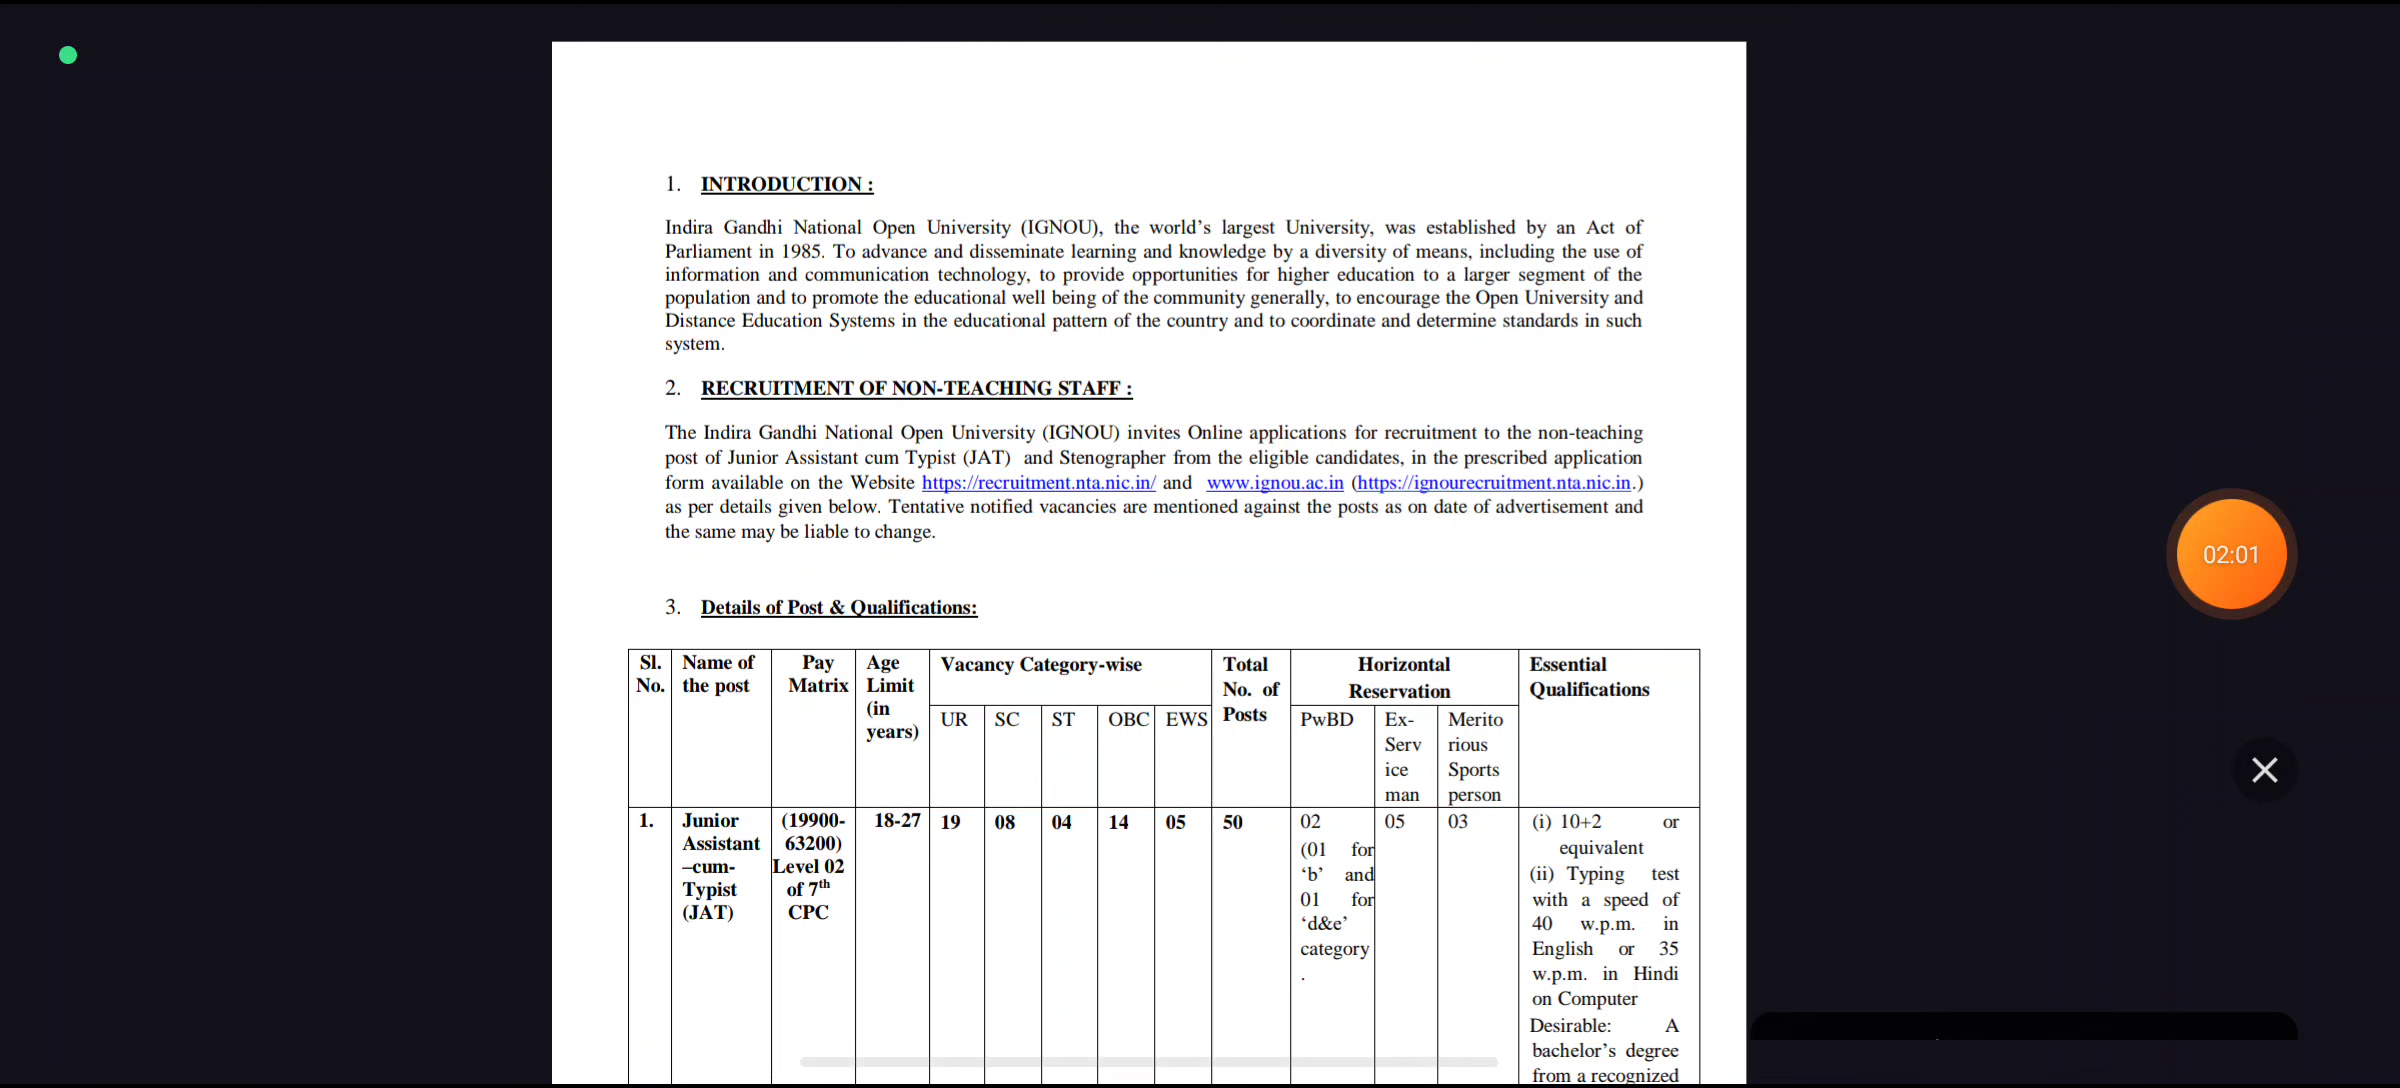 1. INTRODUCTION :
Indira Gandhi National Open University (IGNOU), the world’s largest University, was established by an Act of
Parliament in 1985. To advance and disseminate learning and knowledge by a diversity of means, including the use of
information and communication technology, to provide opportunities for higher education to a larger segment of the
population and to promote the educational well being of the community generally, to encourage the Open University and
Distance Education Systems in the educational pattern of the country and to coordinate and determine standards in such
system.
2. RECRUITMENT OF NON-TEACHING STAFF :
The Indira Gandhi National Open University (IGNOU) invites Online applications for recruitment to the non-teaching
post of Junior Assistant cum Typist (JAT) and Stenographer from the eligible candidates, in the prescribed application
form available on the Website https://recruitment.nta.nic.in/ and www.ignou.ac.in (https://ignourecruitment.nta.nic.in.)
as per details given below. Tentative notified vacancies are mentioned against the posts as on date of advertisement and
the same may be liable to change.
3. Details of Post & Qualifications:
Sl.
No.
Name of
the post
Pay
Matrix
Age
Limit
(in
years)
Vacancy Category-wise
UR SC ST OBC EWS
Total
No. of
Posts
Horizontal
Reservation
PwBD
Ex-
Serv
ice
man
Merito
rious
Sports
person
Essential
Qualifications
1.
Junior
Assistant
–cum-
Typist
(JAT)
(19900-
63200)
Level 02
of 7th
CPC
18-27
19 08 04 14 05 50
02
(01 for
‘b’ and
01 for
‘d&e’
category
.
05
03
(i) 10+2 or
equivalent
(ii) Typing test
with a speed of
40 w.p.m. in
English or 35
w.p.m. in Hindi
on Computer
Desirable: A
bachelor’s degree
from a recognized
02:01